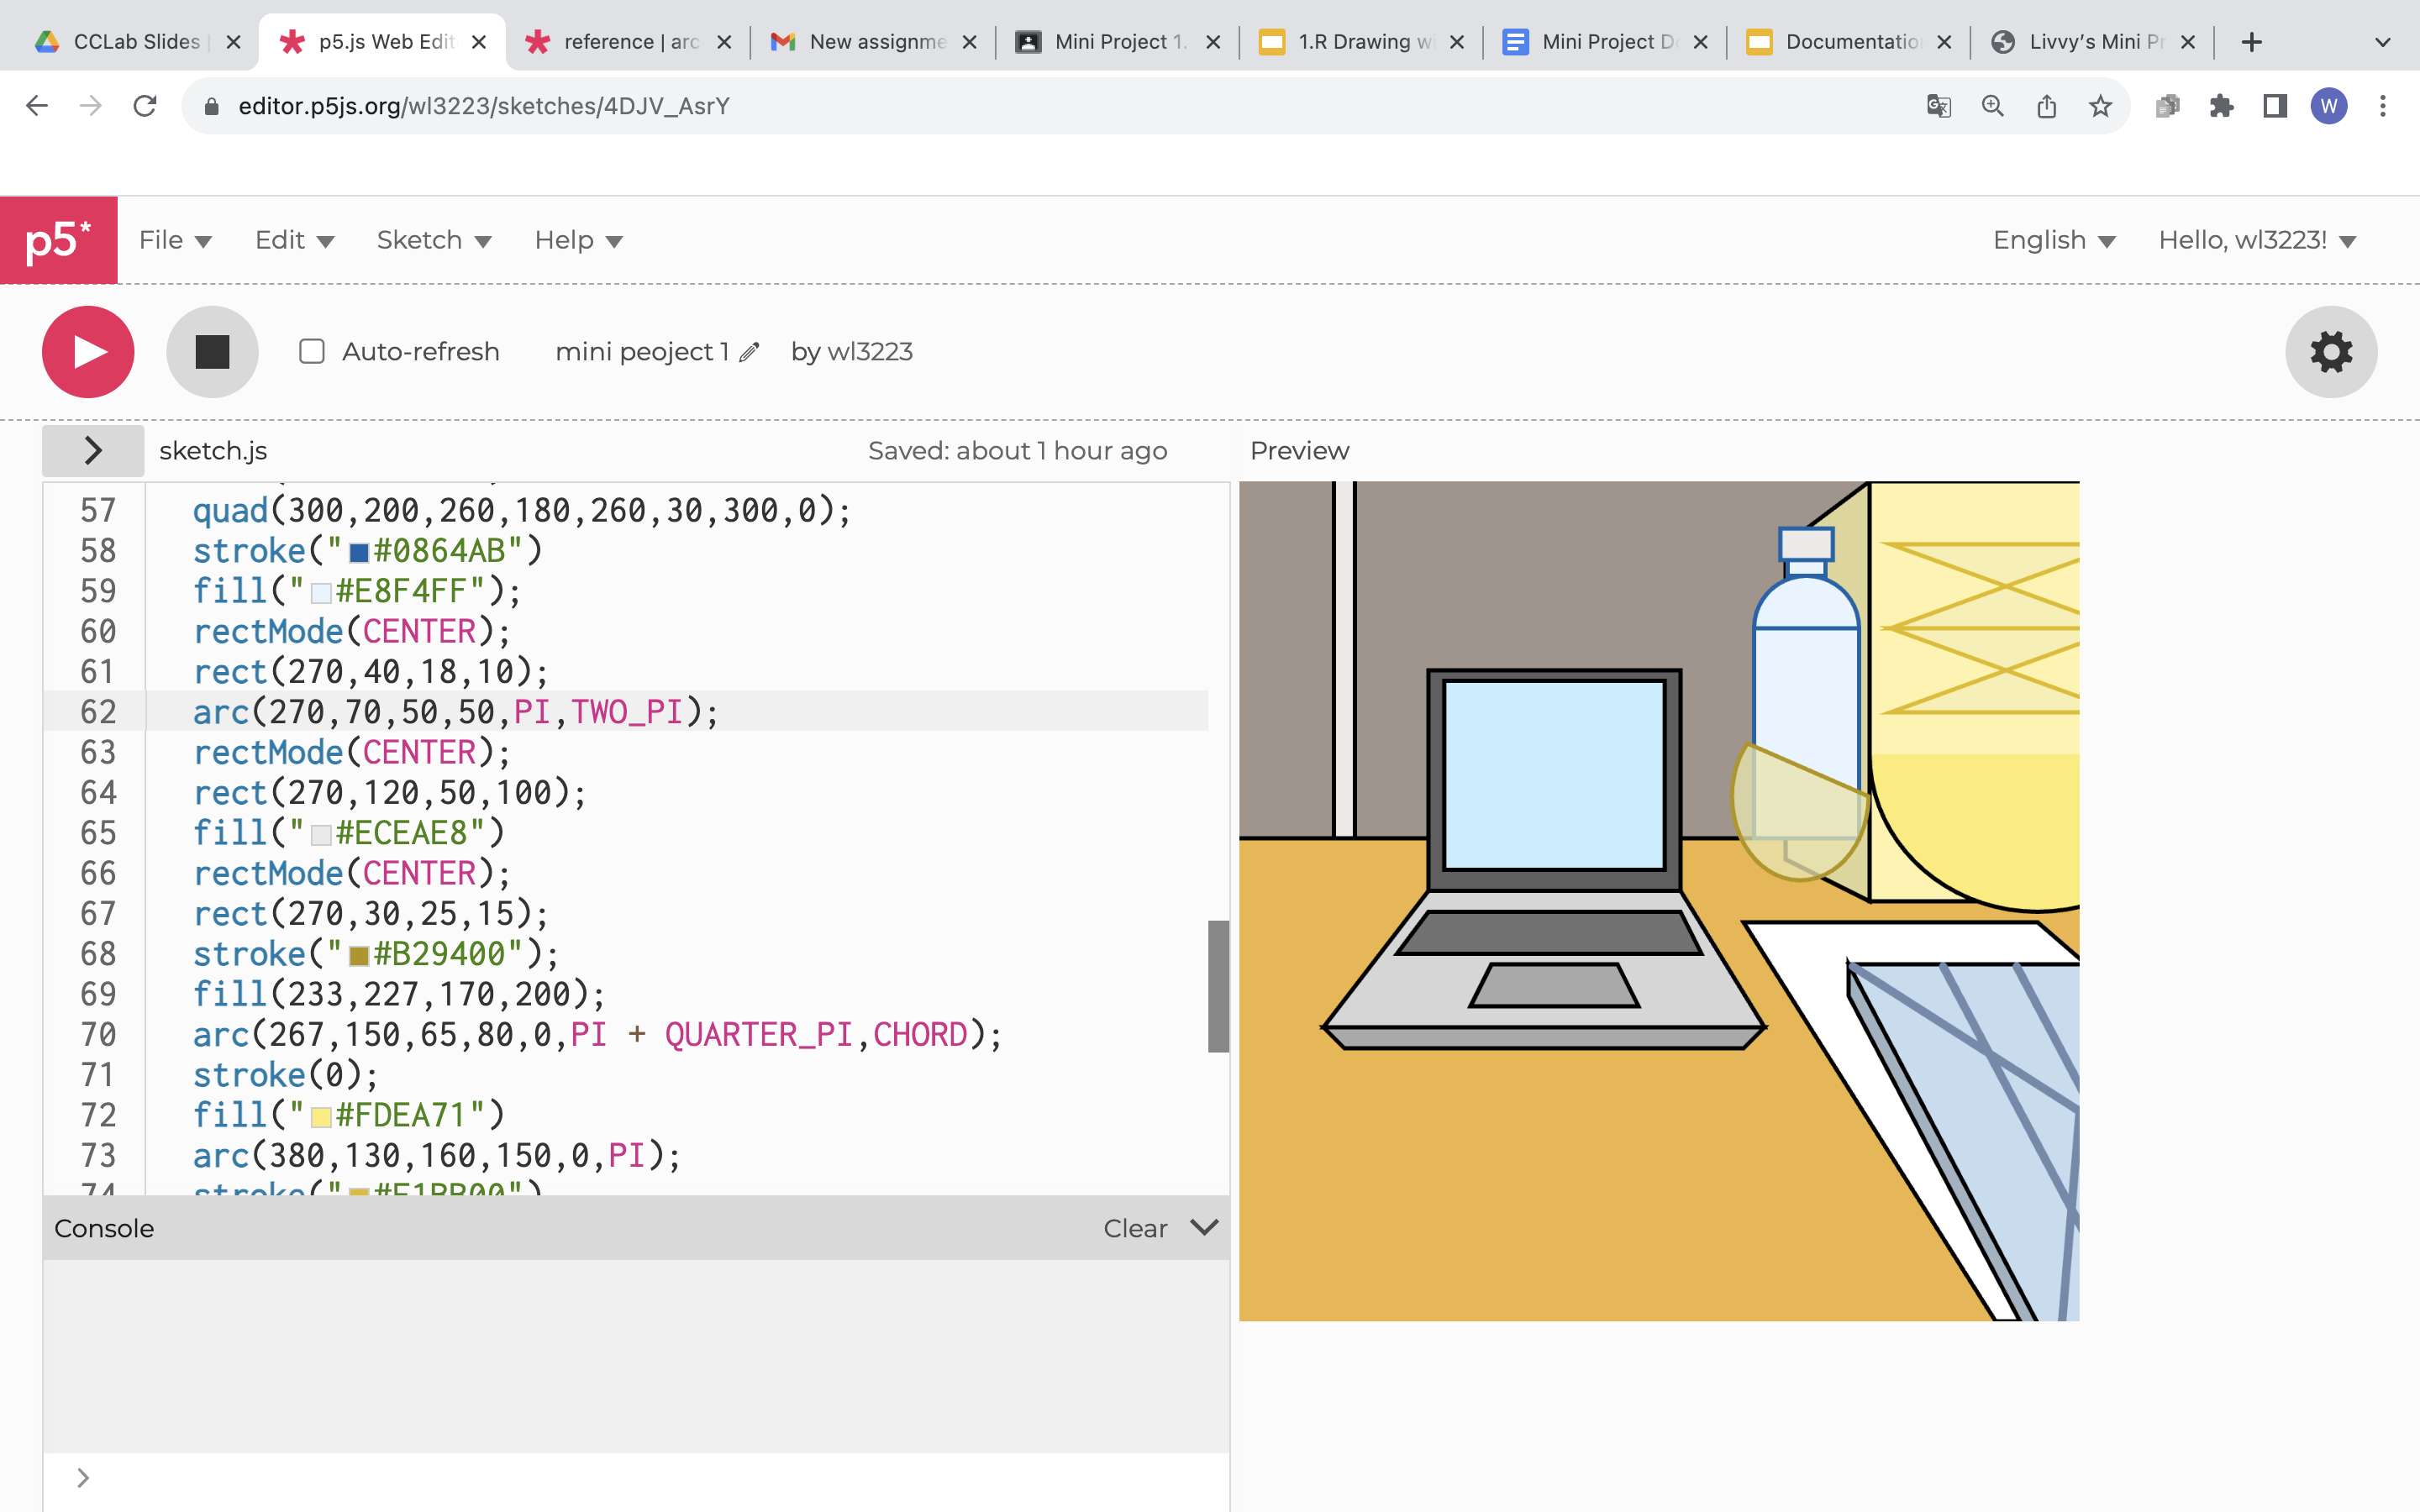 CCLab Slides
p5.js Web Edit
reference | arc
New assignme
Mini Project 1.
1.R Drawing w
Mini Project D
Documentatio
Livvy's Mini Pr
editor.p5js.org/wl3223/sketches/4DJV_AsrY
W
p5*
File
Edit
Sketch
Help
English
Hello, wl3223!
Auto-refresh
mini peoject 1
by wl3223
sketch.js
Saved: about 1 hour ago
Preview
57 quad(300,200,260,180,260,30,300,0);
58 stroke("#0864AB")
59 fill("#E8F4FF");
60 rectMode(CENTER);
61 rect(270,40,18,10);
62 arc(270,70,50,50,PI,TWO_PI);
63 rectMode(CENTER);
64 rect(270,120,50,100);
65 fill("#ECEAE8")
66 rectMode(CENTER);
67 rect(270,30,25,15);
68 stroke("#B29400");
69 fill(233,227,170,200);
70 arc(267,150,65,80,0,PI + QUARTER_PI,CHORD);
71 stroke(0);
72 fill("#FDEA71")
73 arc(380,130,160,150,0,PI);
74 stroke("#E1BB00")
Console
Clear